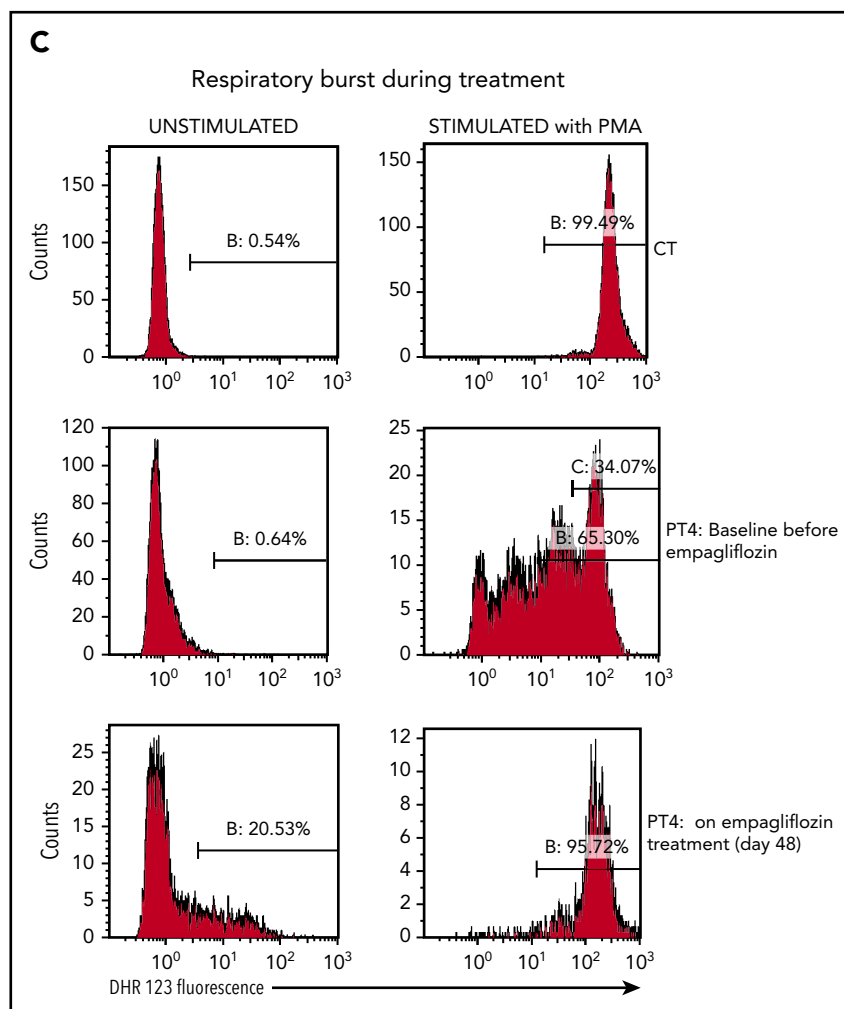 C
Respiratory burst during treatment
UNSTIMULATED
STIMULATED with PMA
Counts
150
100
50
0
B: 0.54%
10⁰ 10¹ 10² 10³
150
100
50
0
B: 99.49%
CT
10⁰ 10¹ 10² 10³
Counts
120
100
80
60
40
20
0
B: 0.64%
10⁰ 10¹ 10² 10³
25
20
15
10
5
0
C: 34.07%
B: 65.30%
PT4: Baseline before
empagliflozin
10⁰ 10¹ 10² 10³
Counts
25
20
15
10
5
0
B: 20.53%
10⁰ 10¹ 10² 10³
12
10
8
6
4
2
0
B: 95.72%
PT4: on empagliflozin
treatment (day 48)
10⁰ 10¹ 10² 10³
DHR 123 fluorescence